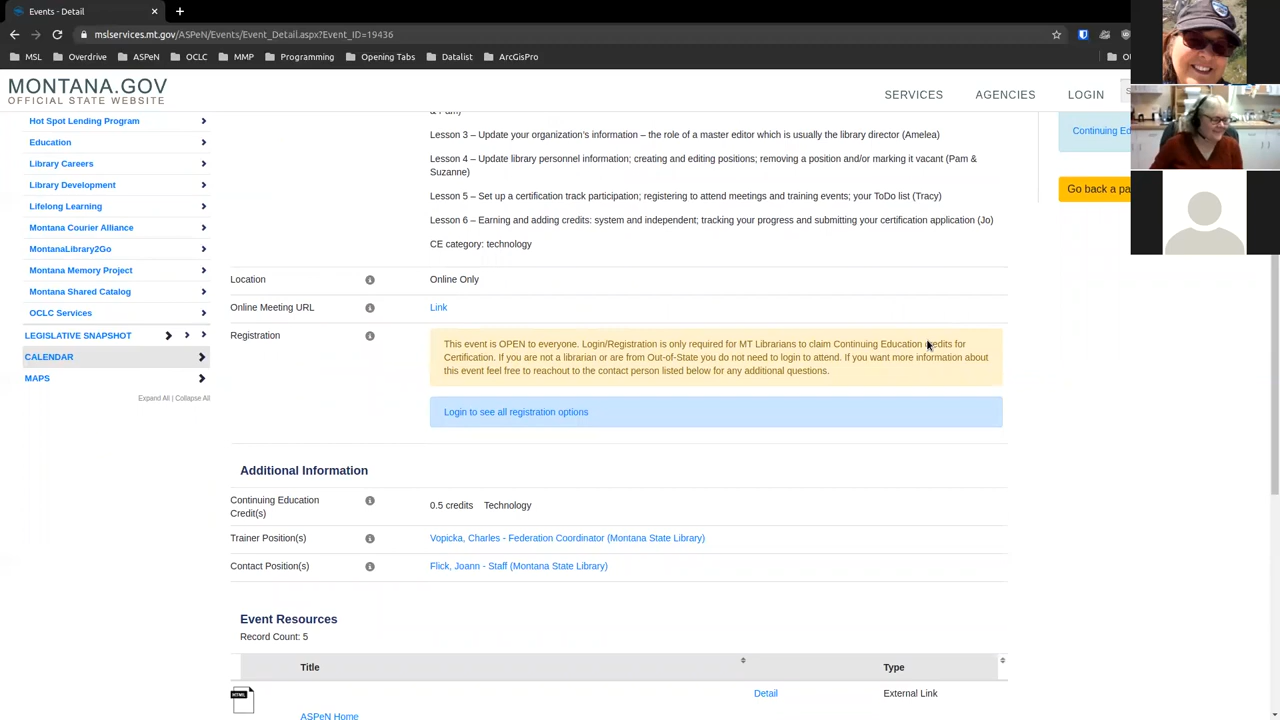 Event Detail
msl.mt.gov/ASPeN/Event/Detail.aspx?Event_ID=19436
MSL
Overdrive
ASPeN
OCLC
MMP
Programming
Opening Tabs
Datalist
ArcGisPro
MONTANA.GOV
OFFICIAL STATE WEBSITE
SERVICES
AGENCIES
LOGIN
Hot Spot Lending Program
Education
Library Careers
Library Development
Lifelong Learning
Montana Courier Alliance
MontanaLibrary2Go
Montana Memory Project
Montana Shared Catalog
OCLC Services
LEGISLATIVE SNAPSHOT
CALENDAR
MAPS
Expand All | Collapse All
& Pam)
Lesson 3 – Update your organization's information – the role of a master editor which is usually the library director (Amelea)
Lesson 4 – Update library personnel information; creating and editing positions; removing a position and/or marking it vacant (Pam &
Suzanne)
Lesson 5 – Set up a certification track participation; registering to attend meetings and training events; your ToDo list (Tracy)
Lesson 6 – Earning and adding credits: system and independent; tracking your progress and submitting your certification application (Jo)
CE category: technology
Location
Online Only
Online Meeting URL
Link
Registration
This event is OPEN to everyone. Login/Registration is only required for MT Librarians to claim Continuing Education credits for
Certification. If you are not a librarian or are from Out-of-State you do not need to login to attend. If you want more information about
this event feel free to reachout to the contact person listed below for any additional questions.
Login to see all registration options
Additional Information
Continuing Education
Credit(s)
0.5 credits Technology
Trainer Position(s)
Vopicka, Charles - Federation Coordinator (Montana State Library)
Contact Position(s)
Flick, Joann - Staff (Montana State Library)
Event Resources
Record Count: 5
Title
Type
HTML
Detail
External Link
ASPeN Home
Continuing Ed
Go back a pa